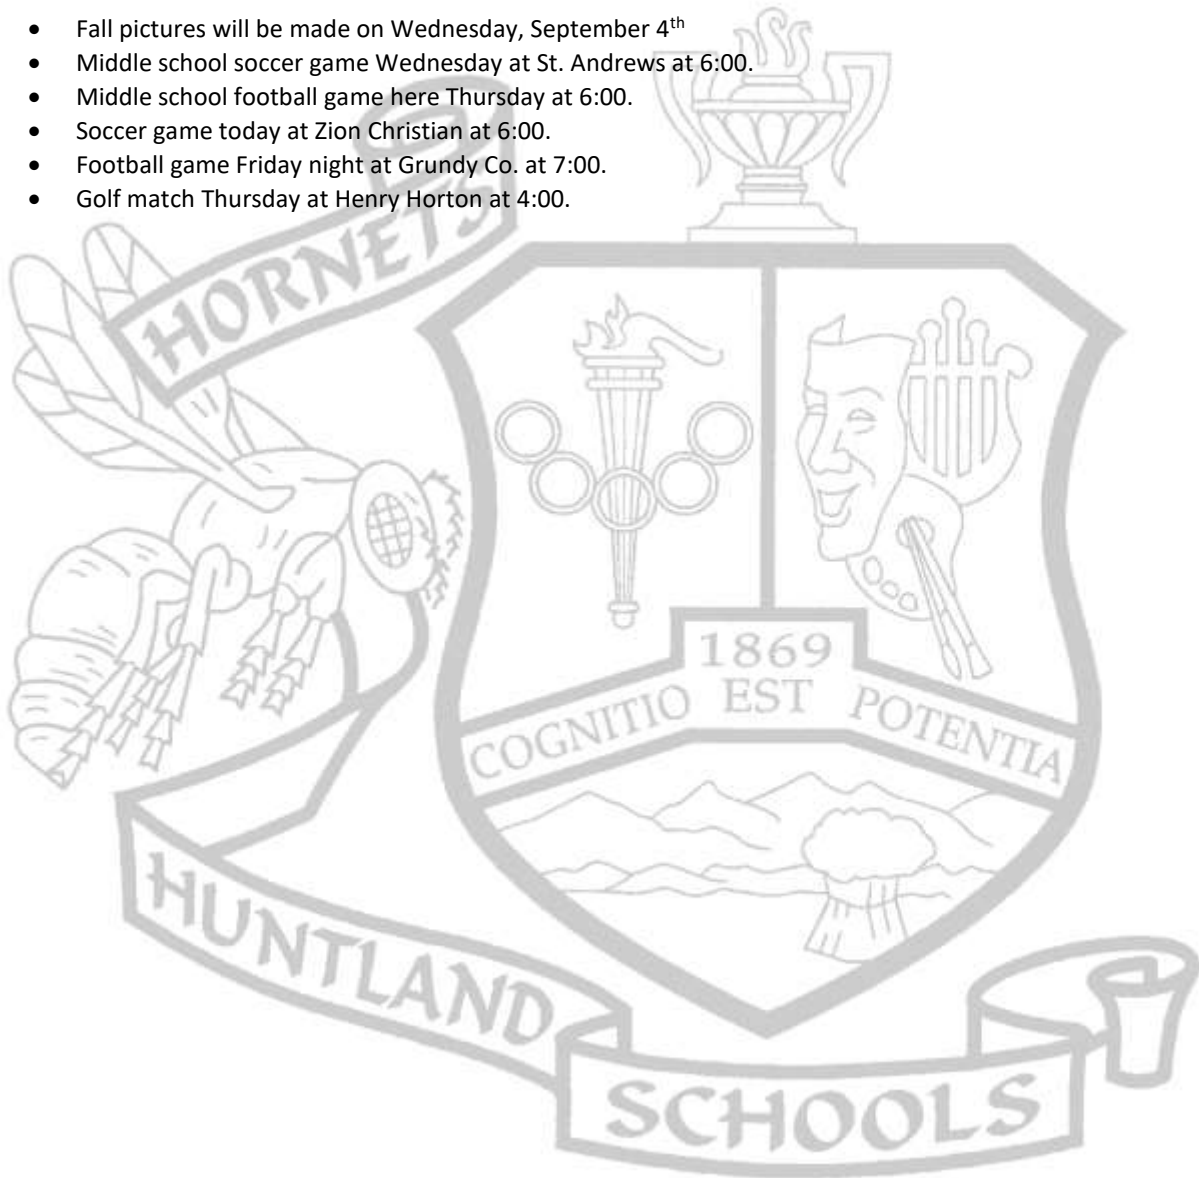 • Fall pictures will be made on Wednesday, September 4th
• Middle school soccer game Wednesday at St. Andrews at 6:00.
• Middle school football game here Thursday at 6:00.
• Soccer game today at Zion Christian at 6:00.
• Football game Friday night at Grundy Co. at 7:00.
• Golf match Thursday at Henry Horton at 4:00.
HORNETS
1869
COGNITIO EST POTENTIA
HUNTLAND
SCHOOLS